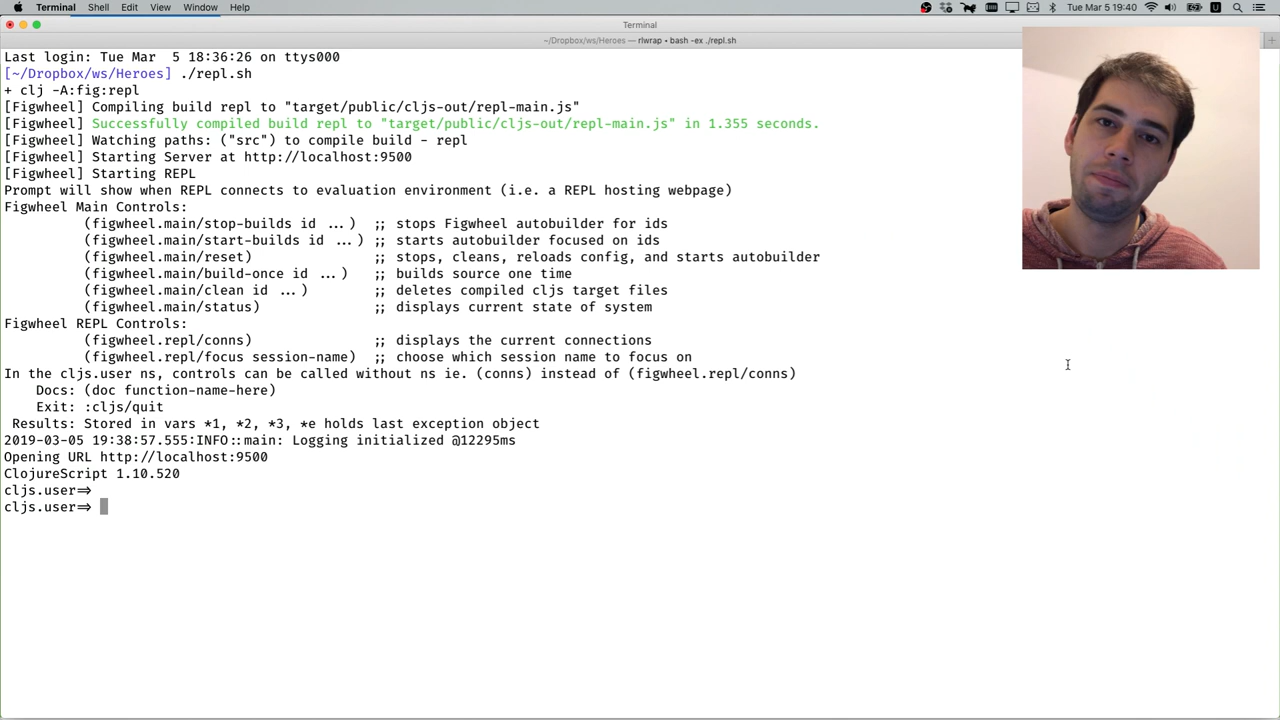 Terminal Shell Edit View Window Help Tue Mar 5 19:40 U
Terminal
~/Dropbox/ws/Heroes — rlwrap • bash -ex ./repl.sh
Last login: Tue Mar  5 18:36:26 on ttys000
[~/Dropbox/ws/Heroes] ./repl.sh
+ clj -A:fig:repl
[Figwheel] Compiling build repl to "target/public/cljs-out/repl-main.js"
[Figwheel] Successfully compiled build repl to "target/public/cljs-out/repl-main.js" in 1.355 seconds.
[Figwheel] Watching paths: ("src") to compile build - repl
[Figwheel] Starting Server at http://localhost:9500
[Figwheel] Starting REPL
Prompt will show when REPL connects to evaluation environment (i.e. a REPL hosting webpage)
Figwheel Main Controls:
          (figwheel.main/stop-builds id ...)  ;; stops Figwheel autobuilder for ids
          (figwheel.main/start-builds id ...) ;; starts autobuilder focused on ids
          (figwheel.main/reset)               ;; stops, cleans, reloads config, and starts autobuilder
          (figwheel.main/build-once id ...)   ;; builds source one time
          (figwheel.main/clean id ...)        ;; deletes compiled cljs target files
          (figwheel.main/status)              ;; displays current state of system
Figwheel REPL Controls:
          (figwheel.repl/conns)               ;; displays the current connections
          (figwheel.repl/focus session-name)  ;; choose which session name to focus on
In the cljs.user ns, controls can be called without ns ie. (conns) instead of (figwheel.repl/conns)
    Docs: (doc function-name-here)
    Exit: :cljs/quit
 Results: Stored in vars *1, *2, *3, *e holds last exception object
2019-03-05 19:38:57.555:INFO::main: Logging initialized @12295ms
Opening URL http://localhost:9500
ClojureScript 1.10.520
cljs.user=>
cljs.user=>